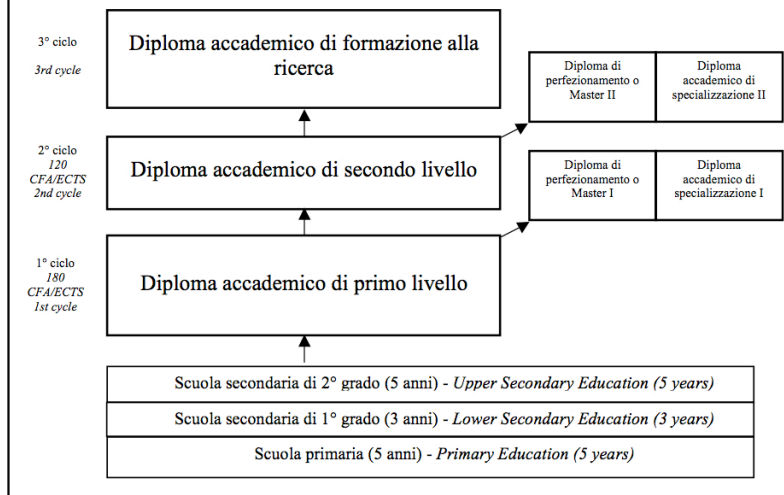 3° ciclo
3rd cycle
Diploma accademico di formazione alla
ricerca
Diploma di
perfezionamento o
Master II
Diploma
accademico di
specializzazione II
2° ciclo
120
CFA/ECTS
2nd cycle
Diploma accademico di secondo livello
Diploma di
perfezionamento o
Master I
Diploma
accademico di
specializzazione I
1° ciclo
180
CFA/ECTS
1st cycle
Diploma accademico di primo livello
Scuola secondaria di 2° grado (5 anni) - Upper Secondary Education (5 years)
Scuola secondaria di 1° grado (3 anni) - Lower Secondary Education (3 years)
Scuola primaria (5 anni) - Primary Education (5 years)